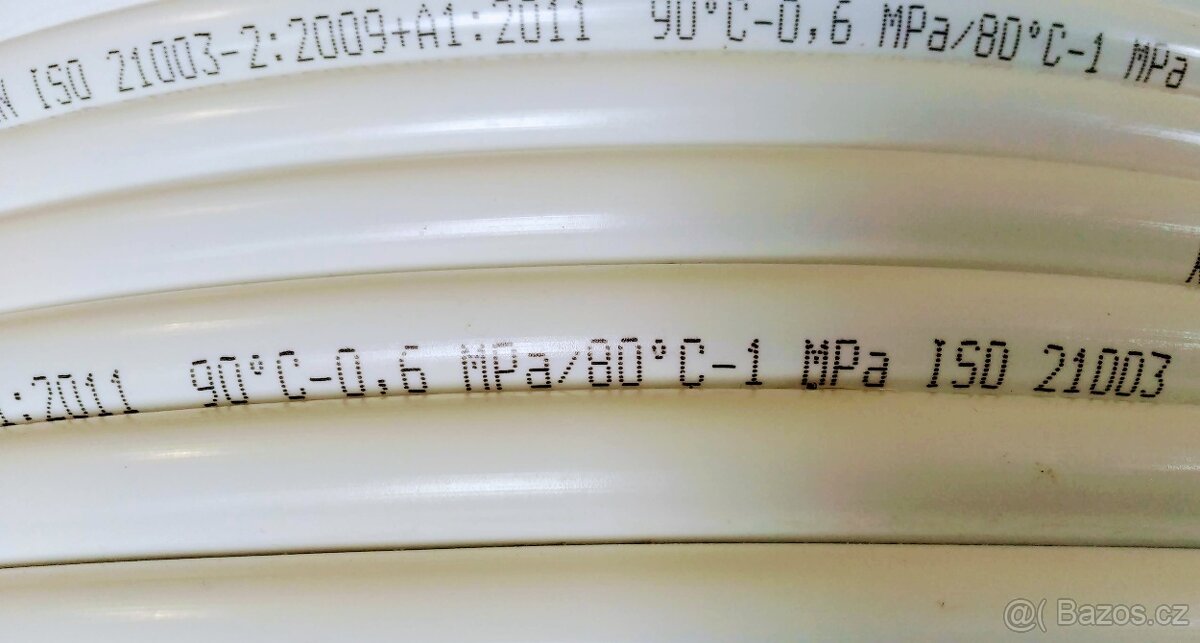 N ISO 21003-2:2009+A1:2011 90°C-0,6 MPa/80°C-1 MPa
1:2011 90°C-0,6 MPa/80°C-1 MPa ISO 21003
@( Bazos.cz